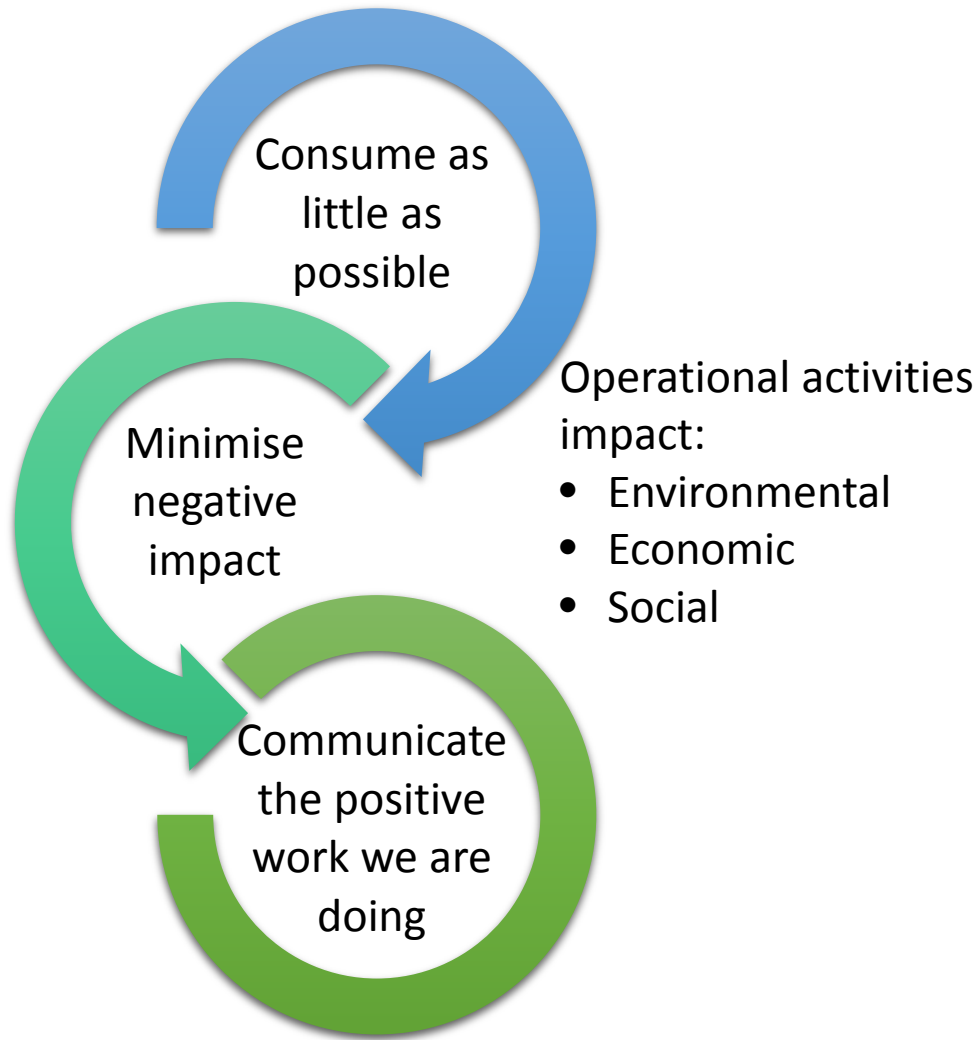 Consume as
little as
possible
Minimise
negative
impact
Operational activities
impact:
• Environmental
• Economic
• Social
Communicate
the positive
work we are
doing